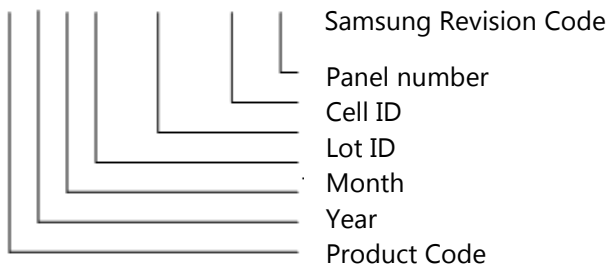 Samsung Revision Code
Panel number
Cell ID
Lot ID
Month
Year
Product Code